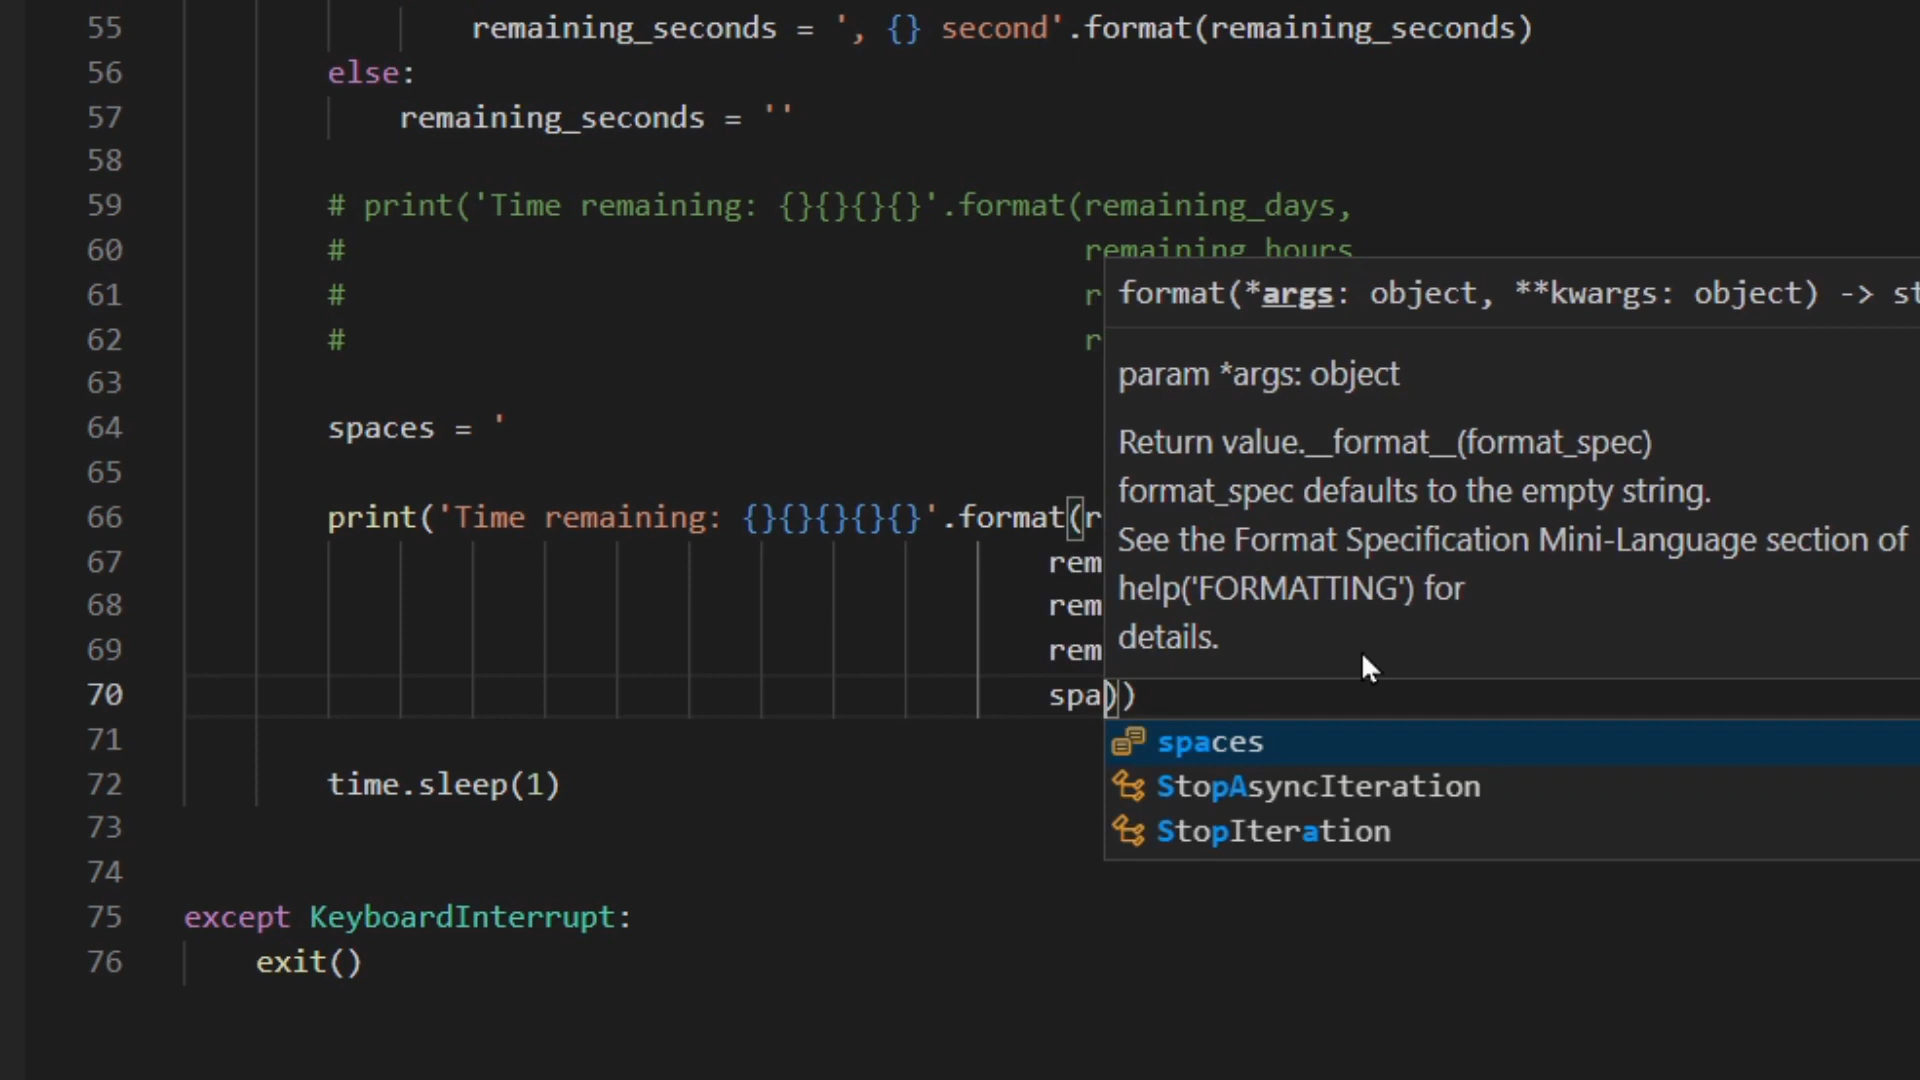 55 remaining_seconds = ', {} second'.format(remaining_seconds)
56 else:
57 remaining_seconds = ''
58
59 # print('Time remaining: {}{}{}{}'.format(remaining_days,
60 # remaining_hours
61 # r
62 # r
63
64 spaces = '
65
66 print('Time remaining: {}{}{}{}{}'.format(r
67 rem
68 rem
69 rem
70 spa))
71
72 time.sleep(1)
73
74
75 except KeyboardInterrupt:
76 exit()
format(*args: object, **kwargs: object) -> st
param *args: object
Return value.__format__(format_spec)
format_spec defaults to the empty string.
See the Format Specification Mini-Language section of
help('FORMATTING') for
details.
spaces
StopAsyncIteration
StopIteration